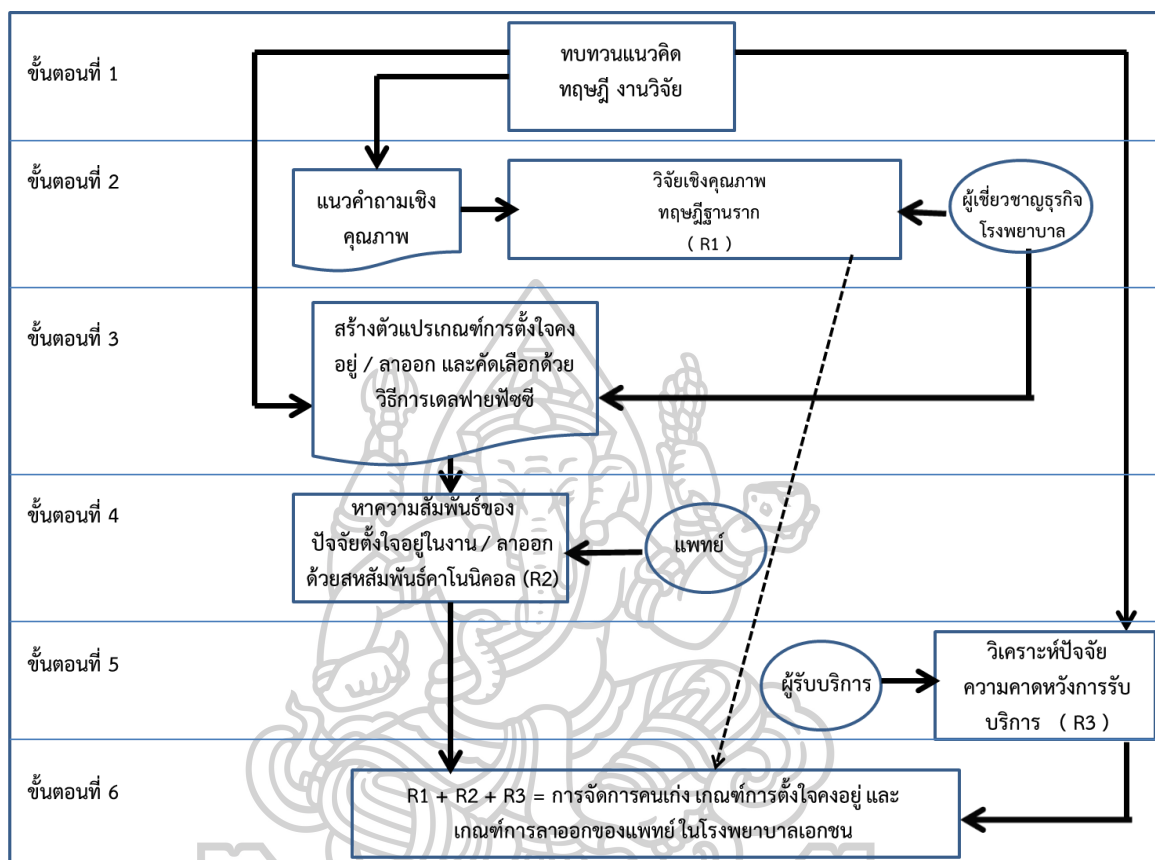 ขั้นตอนที่ 1
ทบทวนแนวคิด
ทฤษฎี งานวิจัย
ขั้นตอนที่ 2
แนวคำถามเชิง
คุณภาพ
วิจัยเชิงคุณภาพ
ทฤษฎีฐานราก
( R1 )
ผู้เชี่ยวชาญธุรกิจ
โรงพยาบาล
ขั้นตอนที่ 3
สร้างตัวแปรเกณฑ์การตั้งใจคง
อยู่ / ลาออก และคัดเลือกด้วย
วิธีการเดลฟายฟัซซี
ขั้นตอนที่ 4
หาความสัมพันธ์ของ
ปัจจัยตั้งใจอยู่ในงาน / ลาออก
ด้วยสหสัมพันธ์คาโนนิคอล (R2)
แพทย์
ขั้นตอนที่ 5
ผู้รับบริการ
วิเคราะห์ปัจจัย
ความคาดหวังการรับ
บริการ ( R3 )
ขั้นตอนที่ 6
R1 + R2 + R3 = การจัดการคนเก่ง เกณฑ์การตั้งใจคงอยู่ และ
เกณฑ์การลาออกของแพทย์ ในโรงพยาบาลเอกชน